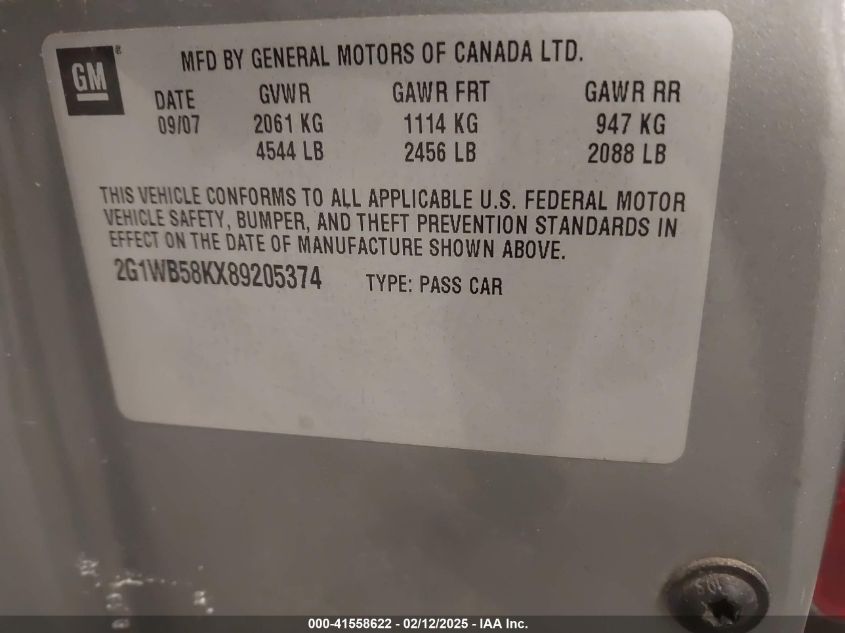 GM
MFD BY GENERAL MOTORS OF CANADA LTD.
DATE GVWR GAWR FRT GAWR RR
09/07 2061 KG 1114 KG 947 KG
4544 LB 2456 LB 2088 LB
THIS VEHICLE CONFORMS TO ALL APPLICABLE U.S. FEDERAL MOTOR
VEHICLE SAFETY, BUMPER, AND THEFT PREVENTION STANDARDS IN
EFFECT ON THE DATE OF MANUFACTURE SHOWN ABOVE.
2G1WB58KX89205374 TYPE: PASS CAR
000-41558622 - 02/12/2025 - IAA Inc.